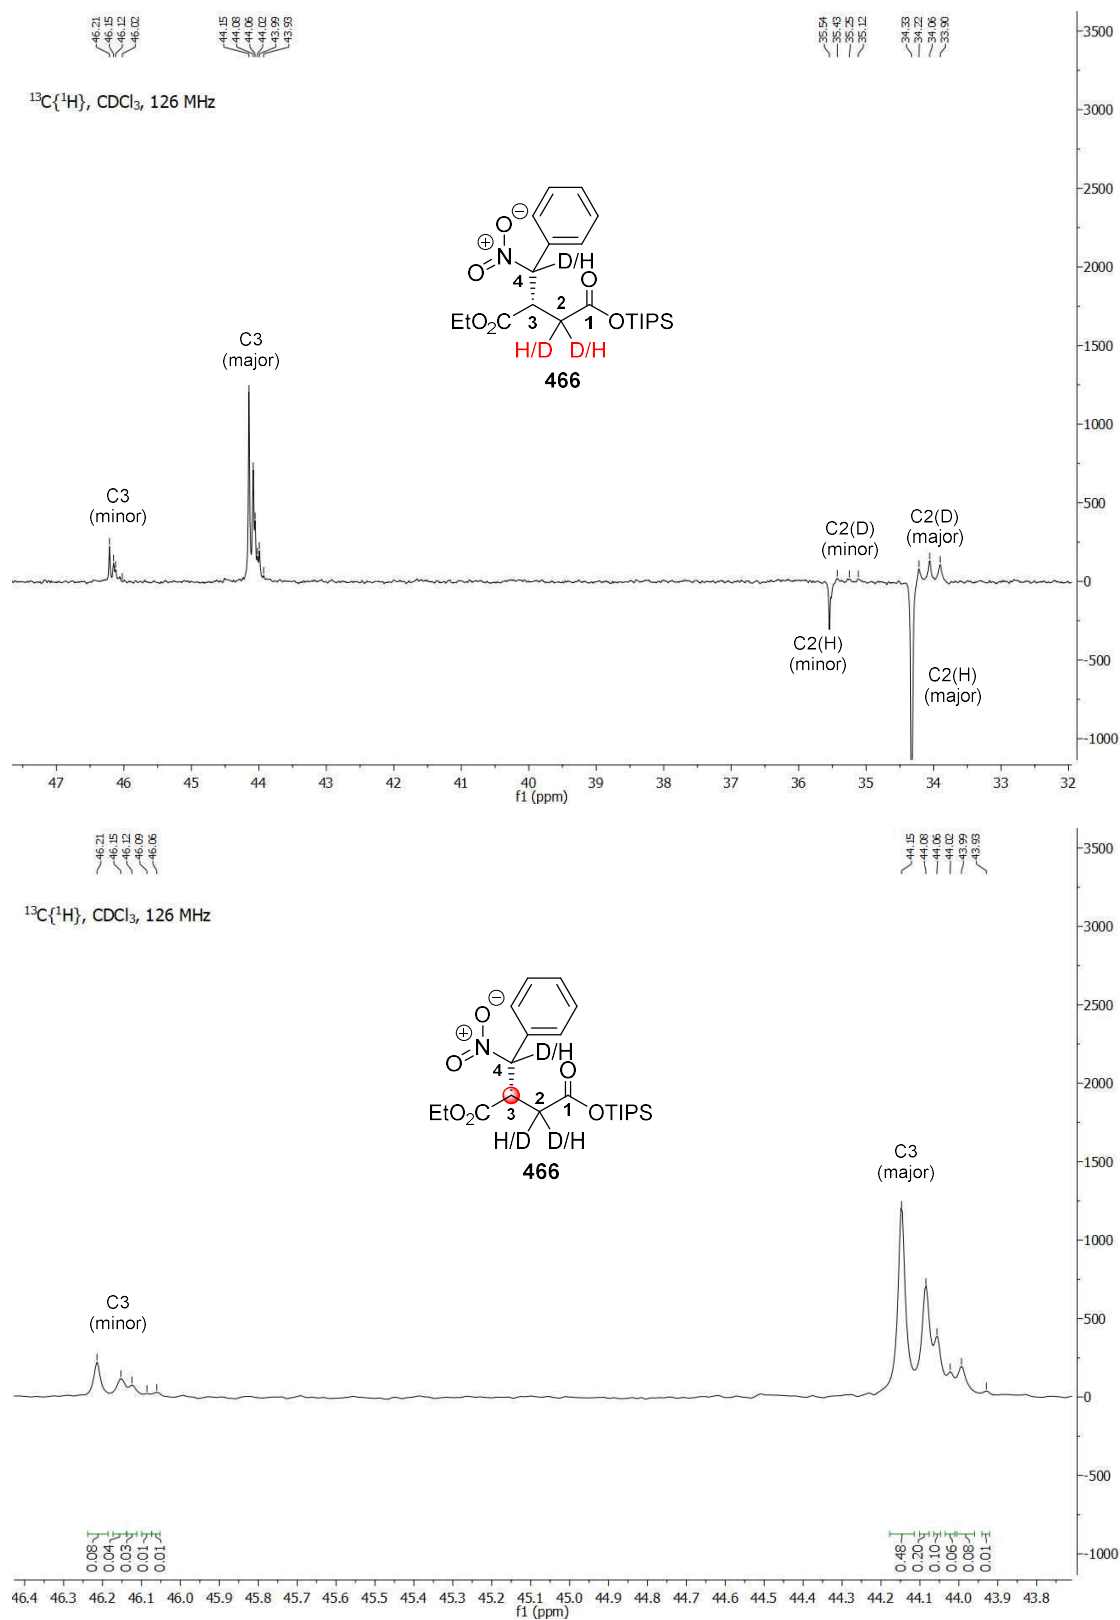 46.21
46.15
46.12
46.02
44.15
44.08
44.06
44.02
43.99
43.93
35.54
35.43
35.25
35.12
34.33
34.22
34.06
33.90
¹³C{¹H}, CDCl₃, 126 MHz
3500
3000
2500
2000
1500
1000
500
0
-500
-1000
O⊖
⊕
N
O
D/H
4
O
2
EtO₂C
3
1
OTIPS
H/D
D/H
466
C3
(major)
C3
(minor)
C2(D)
(minor)
C2(D)
(major)
C2(H)
(minor)
C2(H)
(major)
47 46 45 44 43 42 41 40 39 38 37 36 35 34 33 32
f1 (ppm)
46.21
46.15
46.12
46.09
46.06
44.15
44.08
44.06
44.02
43.99
43.93
¹³C{¹H}, CDCl₃, 126 MHz
3500
3000
2500
2000
1500
1000
500
0
-500
-1000
O⊖
⊕
N
O
D/H
4
O
2
EtO₂C
3
1
OTIPS
H/D
D/H
466
C3
(major)
C3
(minor)
0.08
0.04
0.03
0.01
0.01
0.48
0.20
0.10
0.06
0.08
0.01
46.4 46.3 46.2 46.1 46.0 45.9 45.8 45.7 45.6 45.5 45.4 45.3 45.2 45.1 45.0 44.9 44.8 44.7 44.6 44.5 44.4 44.3 44.2 44.1 44.0 43.9 43.8
f1 (ppm)